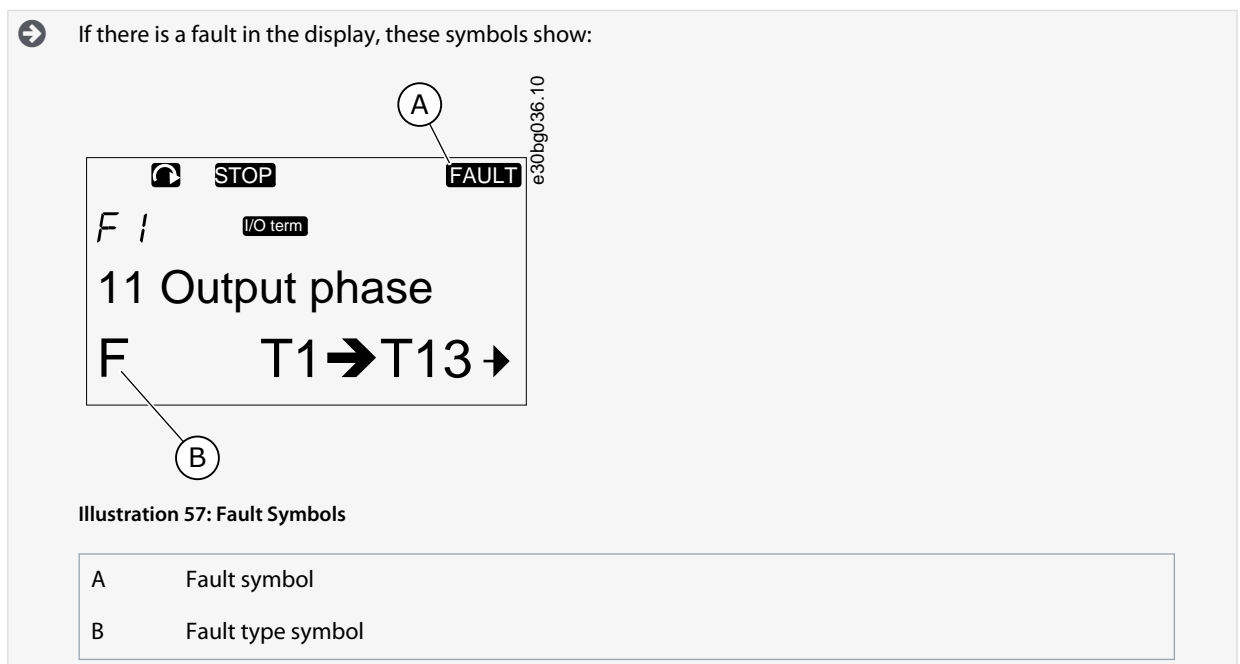 If there is a fault in the display, these symbols show:
A
e30bg036.10
STOP FAULT
F1 I/O term
11 Output phase
F T1➔T13
B
Illustration 57: Fault Symbols
A Fault symbol
B Fault type symbol